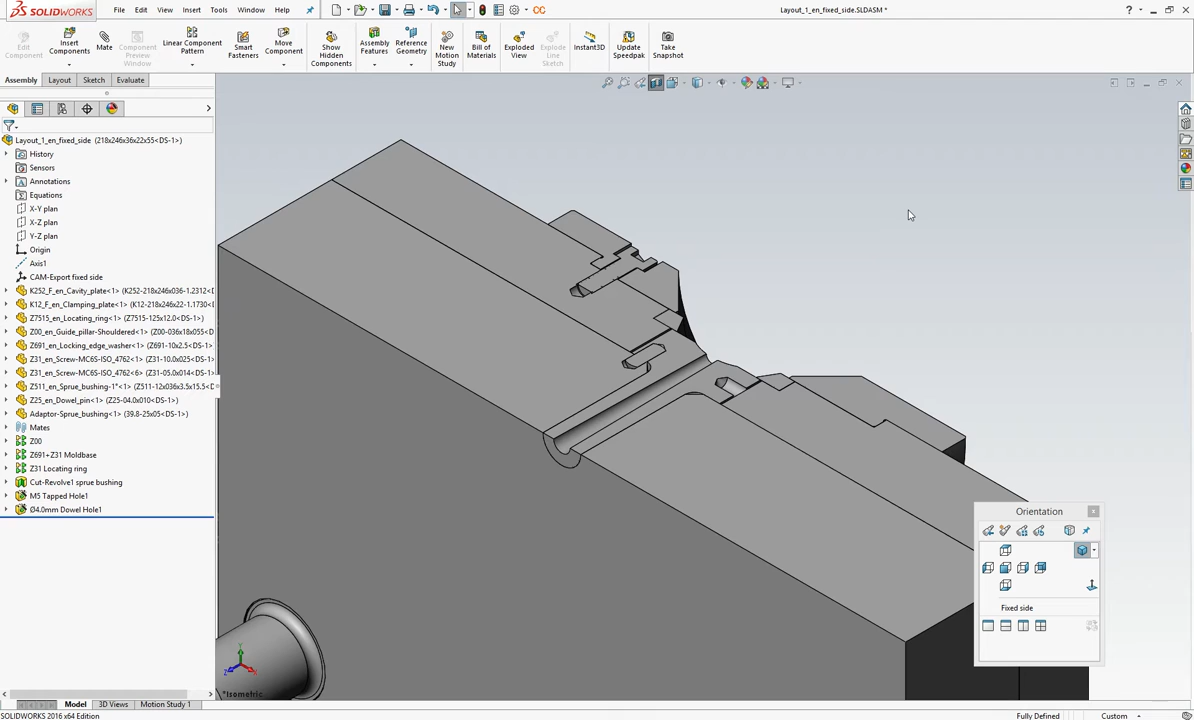 SOLIDWORKS
File
Edit
View
Insert
Tools
Window
Help
Layout_1_en_fixed_side.SLDASM *
Edit Component
Insert Components
Mate
Component Preview Window
Linear Component Pattern
Smart Fasteners
Move Component
Show Hidden Components
Assembly Features
Reference Geometry
New Motion Study
Bill of Materials
Exploded View
Explode Line Sketch
Instant3D
Update Speedpak
Take Snapshot
Assembly
Layout
Sketch
Evaluate
Layout_1_en_fixed_side (218x246x36x22x55<DS-1>)
History
Sensors
Annotations
Equations
X-Y plan
X-Z plan
Y-Z plan
Origin
Axis1
CAM-Export fixed side
K252_F_en_Cavity_plate<1> (K252-218x246x036-1.2312<D
K12_F_en_Clamping_plate<1> (K12-218x246x22-1.1730<D
Z7515_en_Locating_ring<1> (Z7515-125x12.0<DS-1>)
Z00_en_Guide_pillar-Shouldered<1> (Z00-036x18x055<D
Z691_en_Locking_edge_washer<1> (Z691-10x2.5<DS-1>)
Z31_en_Screw-MC6S-ISO_4762<1> (Z31-10.0x025<DS-1>
Z31_en_Screw-MC6S-ISO_4762<6> (Z31-05.0x014<DS-1>
Z511_en_Sprue_bushing-1°<1> (Z511-12x036x3.5x15.5<D
Z25_en_Dowel_pin<1> (Z25-04.0x010<DS-1>)
Adaptor-Sprue_bushing<1> (39.8-25x05<DS-1>)
Mates
Z00
Z691+Z31 Moldbase
Z31 Locating ring
Cut-Revolve1 sprue bushing
M5 Tapped Hole1
Ø4.0mm Dowel Hole1
Orientation
Fixed side
Y
Z
X
*Isometric
Model
3D Views
Motion Study 1
SOLIDWORKS 2016 x64 Edition
Fully Defined
Custom